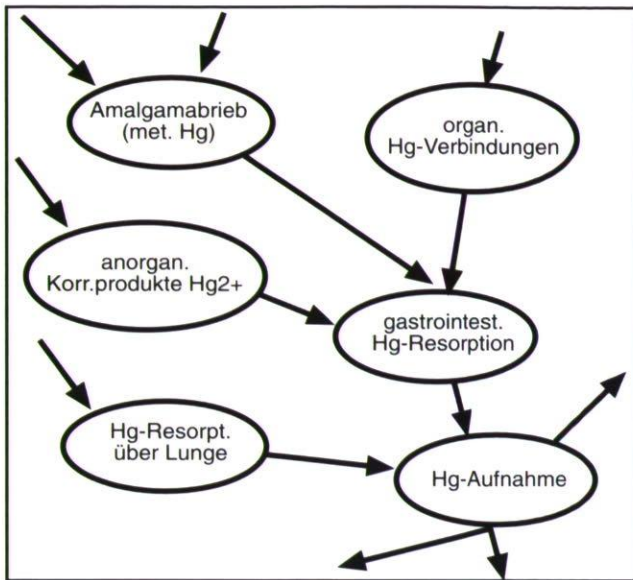 Amalgamabrieb
(met. Hg)
organ.
Hg-Verbindungen
anorgan.
Korr.produkte Hg2+
gastrointest.
Hg-Resorption
Hg-Resorpt.
über Lunge
Hg-Aufnahme